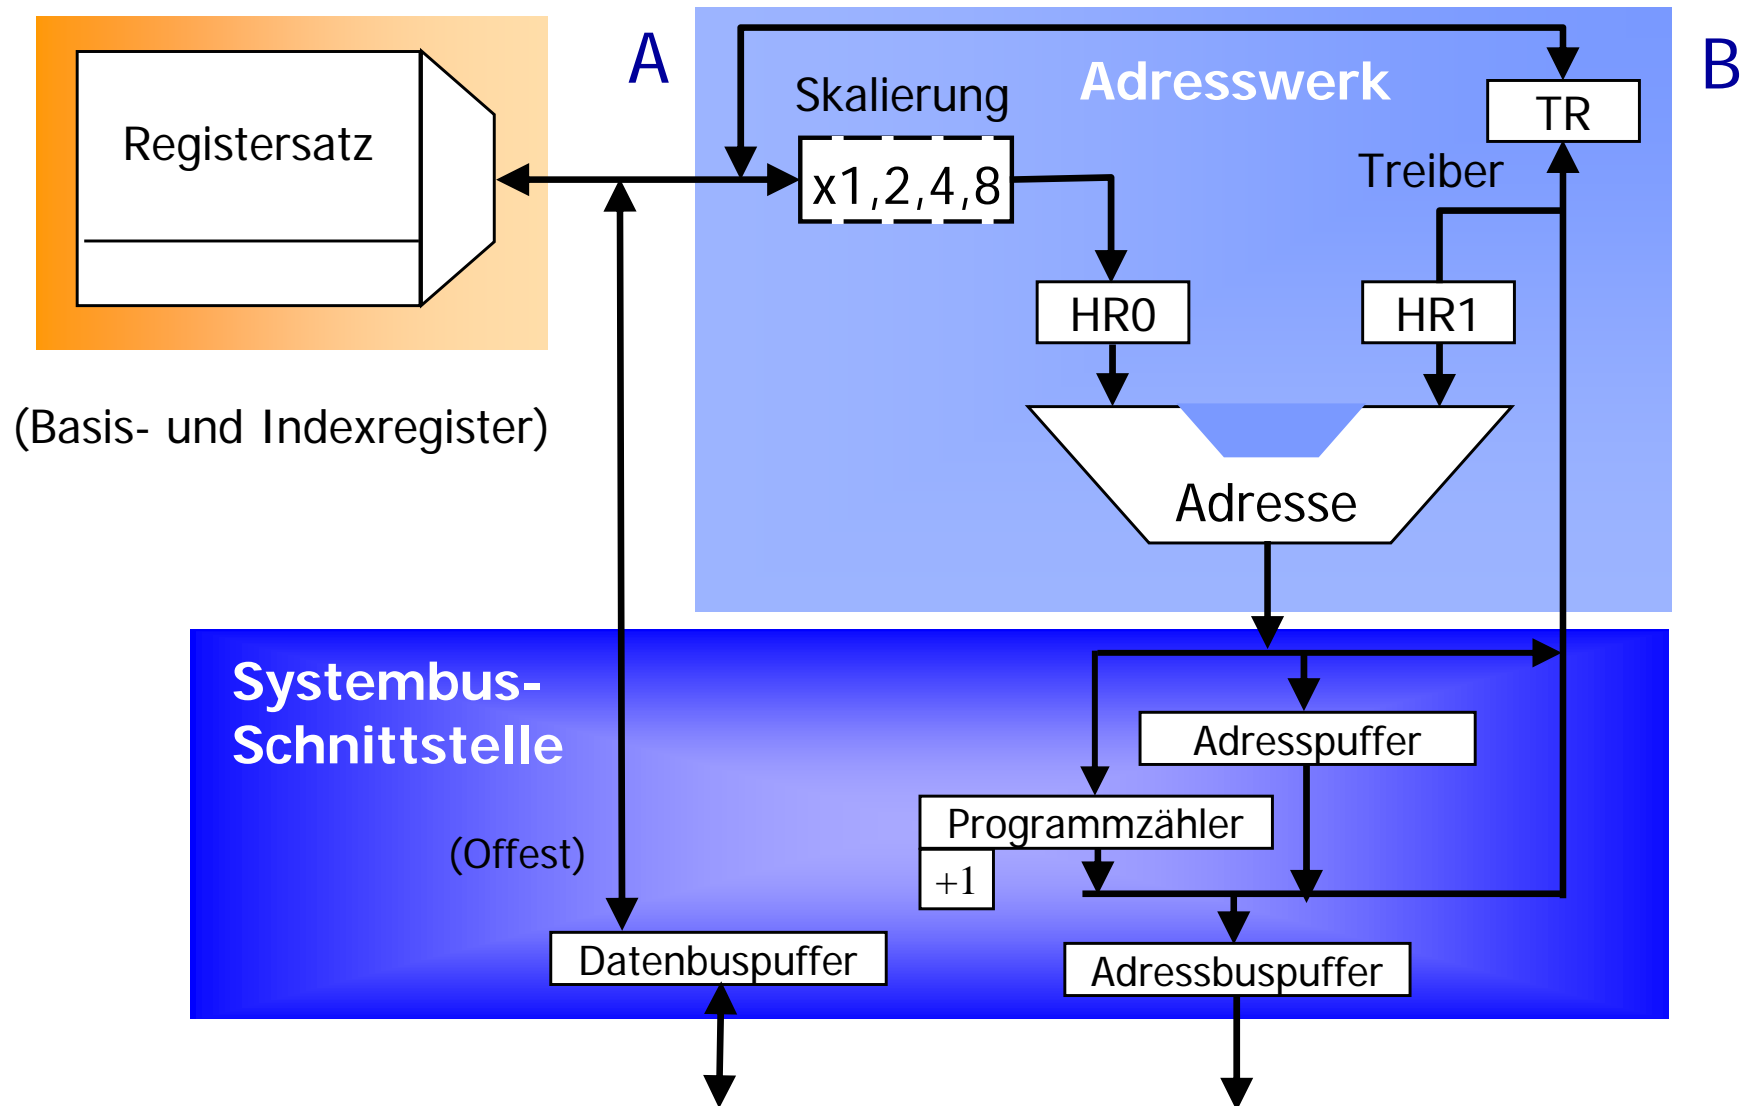 A
B
Adresswerk
Skalierung
TR
Registersatz
Treiber
x1,2,4,8
HR0
HR1
(Basis- und Indexregister)
Adresse
Systembus-
Schnittstelle
Adresspuffer
Programmzähler
(Offest)
+1
Datenbuspuffer
Adressbuspuffer